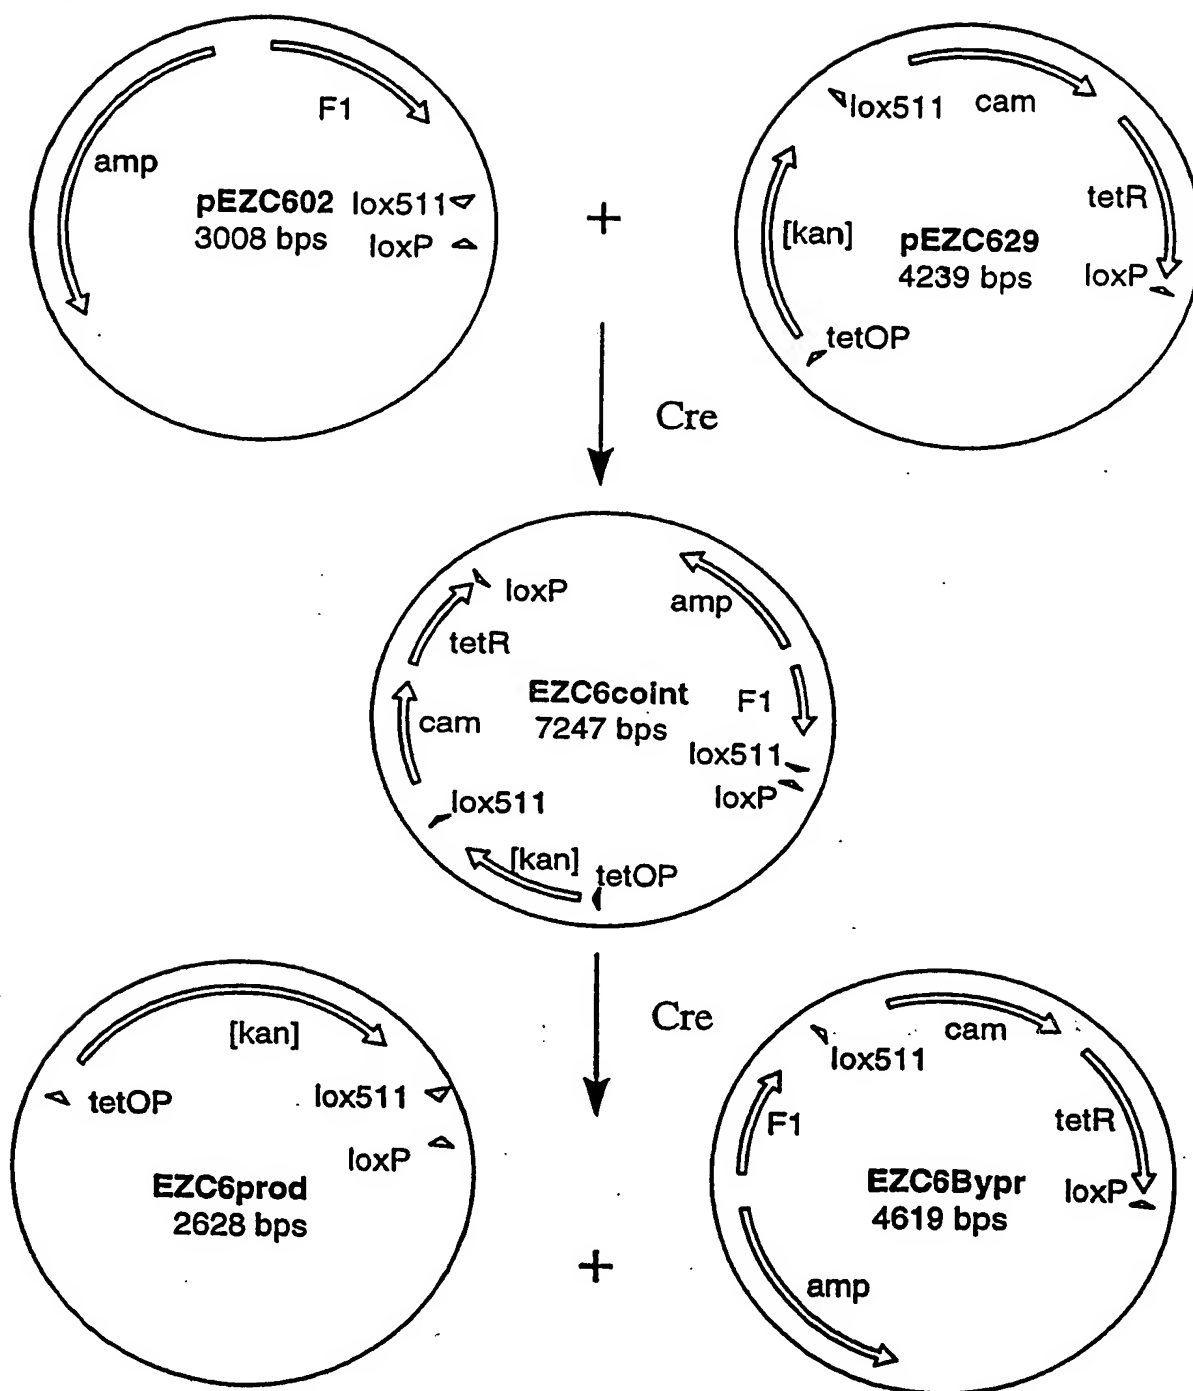 F1
amp
pEZC602
3008 bps
lox511
loxP
+
lox511
cam
tetR
[kan]
pEZC629
4239 bps
loxP
tetOP
Cre
loxP
amp
tetR
EZC6coint
7247 bps
F1
cam
lox511
loxP
lox511
[kan]
tetOP
Cre
[kan]
tetOP
lox511
loxP
EZC6prod
2628 bps
+
cam
lox511
F1
tetR
EZC6Bypr
4619 bps
loxP
amp